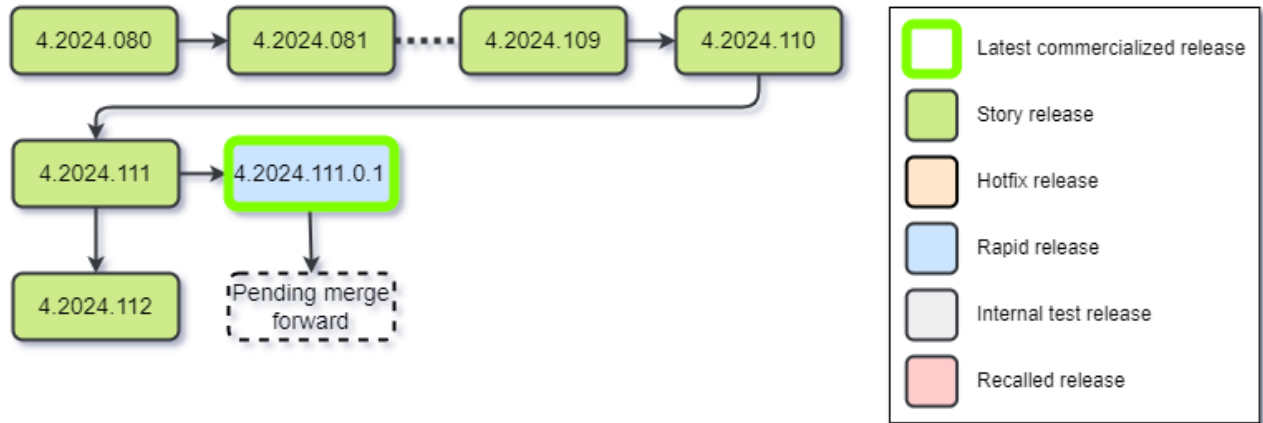 4.2024.080
4.2024.081
4.2024.109
4.2024.110
4.2024.111
4.2024.111.0.1
4.2024.112
Pending merge
forward
Latest commercialized release
Story release
Hotfix release
Rapid release
Internal test release
Recalled release